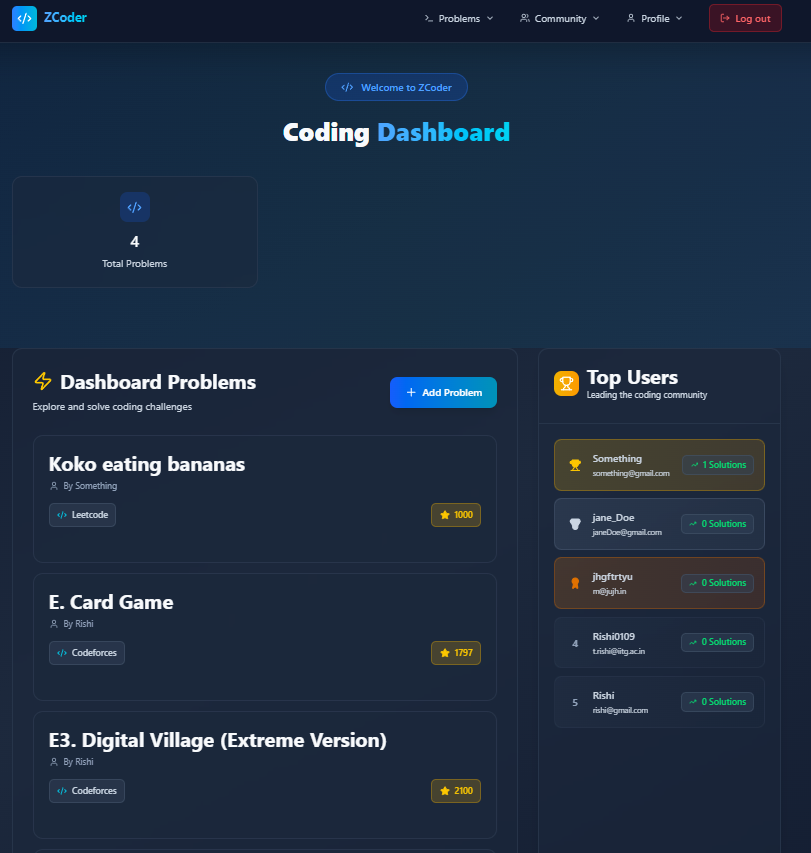 ZCoder
Problems
Community
Profile
Log out
Welcome to ZCoder
Coding Dashboard
4
Total Problems
Dashboard Problems
Explore and solve coding challenges
Add Problem
Koko eating bananas
By Something
Leetcode
1000
E. Card Game
By Rishi
Codeforces
1797
E3. Digital Village (Extreme Version)
By Rishi
Codeforces
2100
Top Users
Leading the coding community
Something
something@gmail.com
1 Solutions
jane_Doe
janeDoe@gmail.com
0 Solutions
jhgftrtyu
m@jujh.in
0 Solutions
4
Rishi0109
t.rishi@iitg.ac.in
0 Solutions
5
Rishi
rishi@gmail.com
0 Solutions